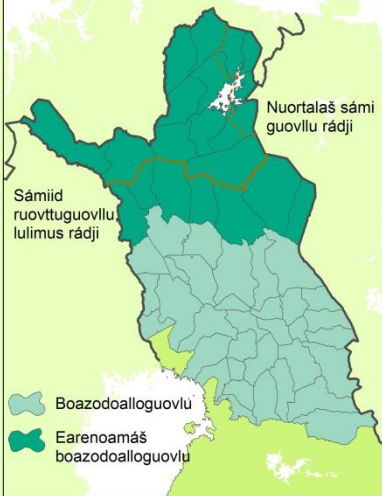 Nuortalaš sámi
guovllu rádji
Sámiid
ruovttuguovllu
lulimus rádji
Boazodoalloguovlu
Earenoamáš
boazodoalloguovlu